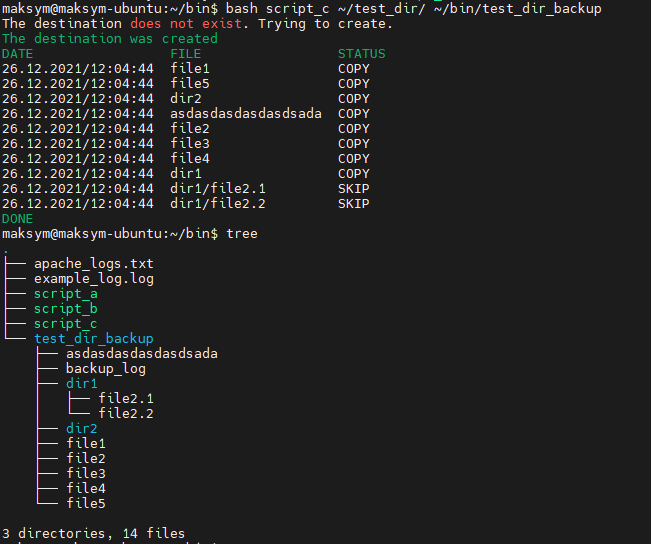 maksym@maksym-ubuntu:~/bin$ bash script_c ~/test_dir/ ~/bin/test_dir_backup
The destination does not exist. Trying to create.
The destination was created
DATE                 FILE                 STATUS
26.12.2021/12:04:44  file1                COPY
26.12.2021/12:04:44  file5                COPY
26.12.2021/12:04:44  dir2                 COPY
26.12.2021/12:04:44  asdasdasdasdasdsada  COPY
26.12.2021/12:04:44  file2                COPY
26.12.2021/12:04:44  file3                COPY
26.12.2021/12:04:44  file4                COPY
26.12.2021/12:04:44  dir1                 COPY
26.12.2021/12:04:44  dir1/file2.1         SKIP
26.12.2021/12:04:44  dir1/file2.2         SKIP
DONE
maksym@maksym-ubuntu:~/bin$ tree
.
├── apache_logs.txt
├── example_log.log
├── script_a
├── script_b
├── script_c
└── test_dir_backup
    ├── asdasdasdasdasdsada
    ├── backup_log
    ├── dir1
    │   ├── file2.1
    │   └── file2.2
    ├── dir2
    ├── file1
    ├── file2
    ├── file3
    ├── file4
    └── file5
3 directories, 14 files